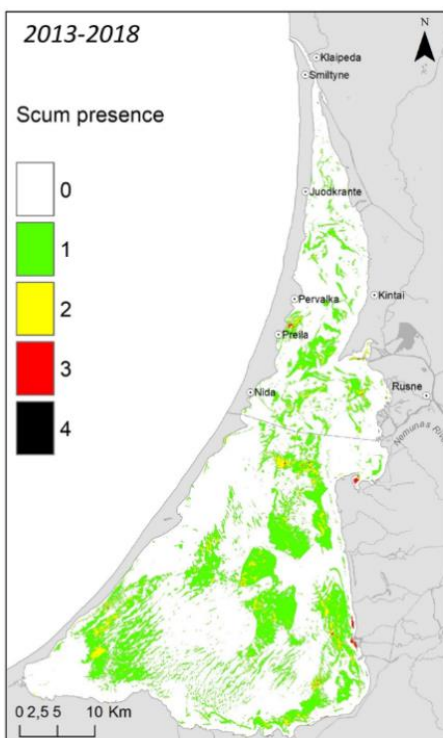 2013-2018
N
Klaipeda
Smiltyne
Scum presence
0
1
2
3
4
Juodkrante
Pervalka
Kintai
Preila
Nida
Rusne
Nemunas River
0 2,5 5 10 Km